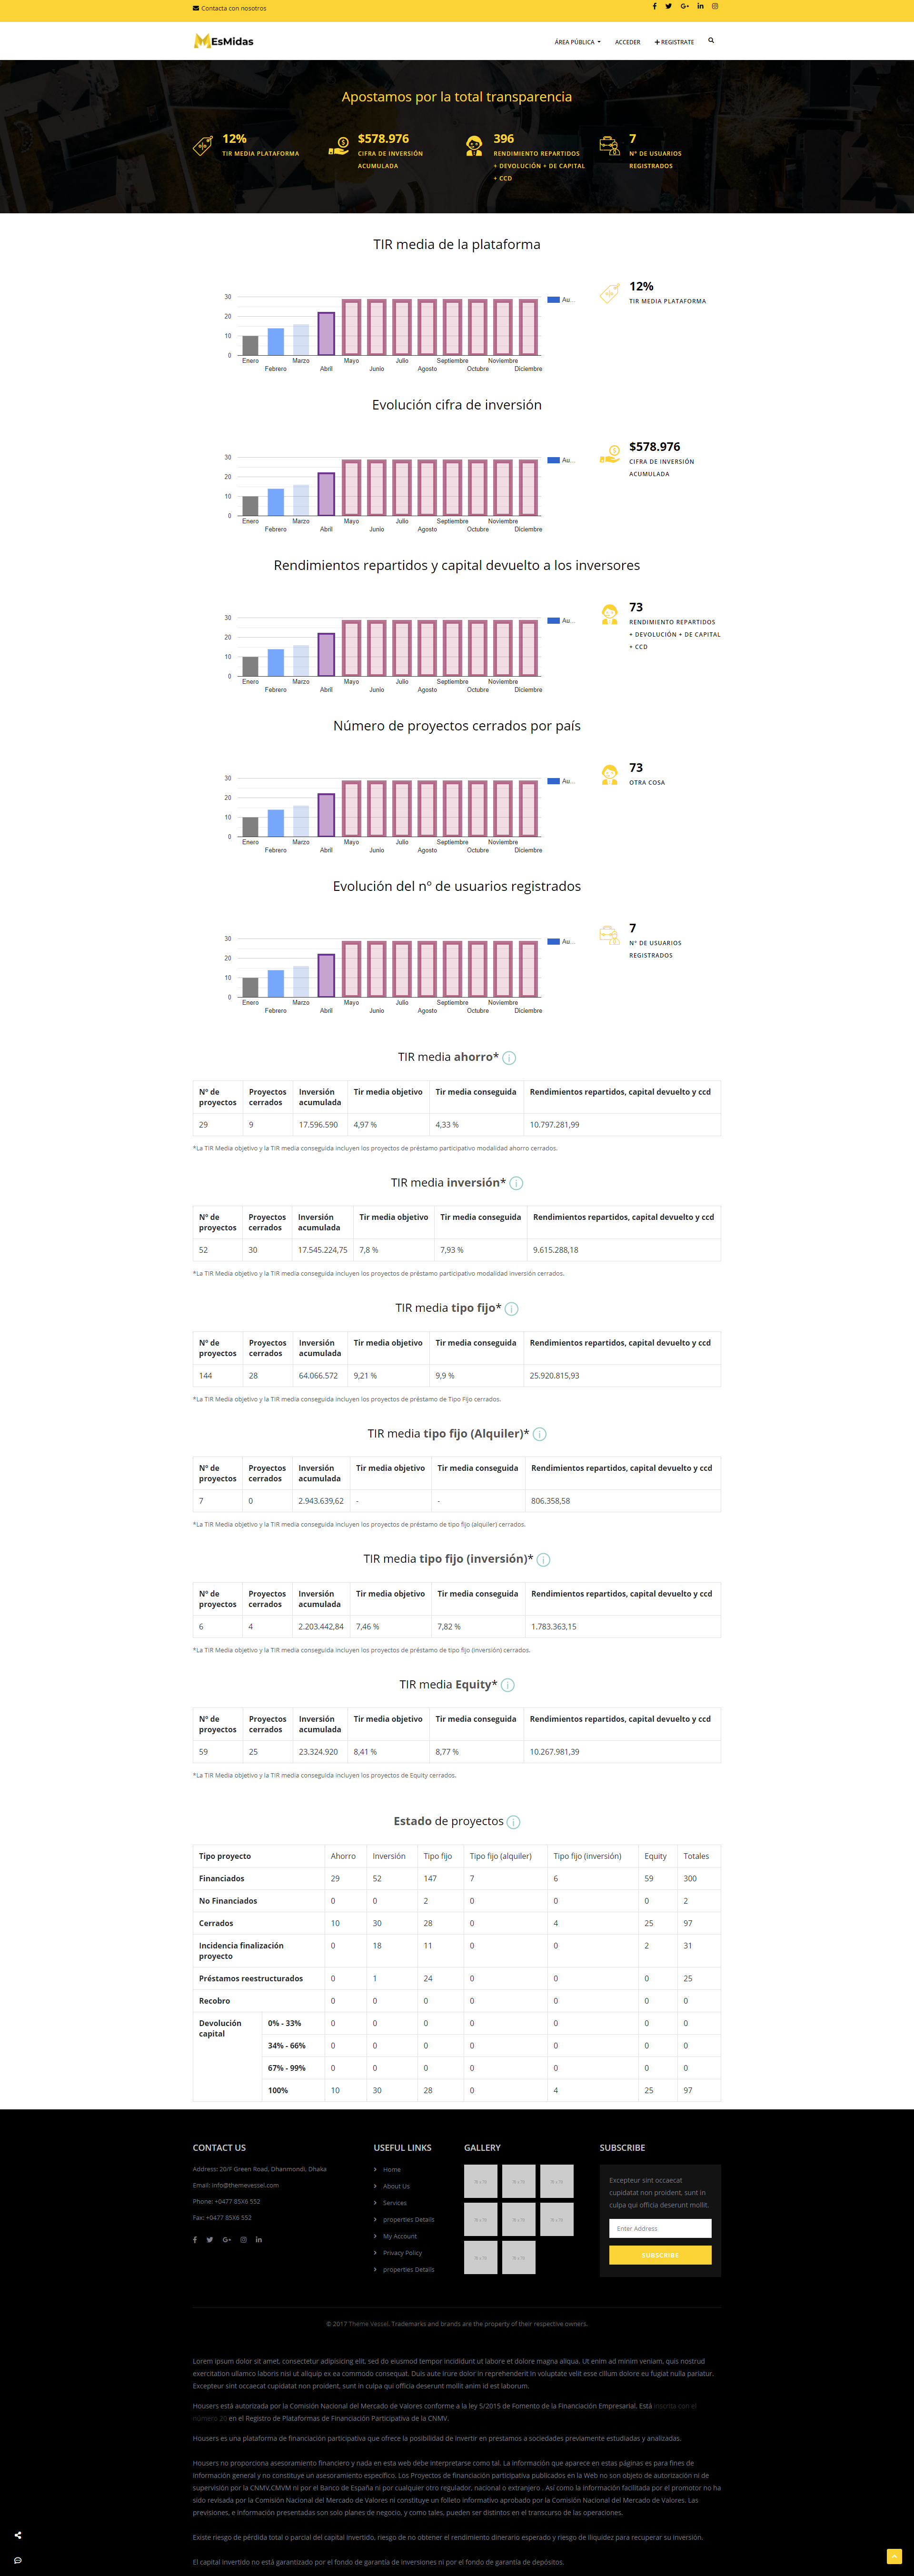 Contacta con nosotros
MEsMidas
ÁREA PÚBLICA
ACCEDER
REGISTRATE
Apostamos por la total transparencia
12%
TIR MEDIA PLATAFORMA
$578.976
CIFRA DE INVERSIÓN
ACUMULADA
396
RENDIMIENTO REPARTIDOS
+ DEVOLUCIÓN + DE CAPITAL
+ CCD
7
Nº DE USUARIOS
REGISTRADOS
TIR media de la plataforma
30
20
10
0
Enero
Febrero
Marzo
Abril
Mayo
Junio
Julio
Agosto
Septiembre
Octubre
Noviembre
Diciembre
Au...
12%
TIR MEDIA PLATAFORMA
Evolución cifra de inversión
30
20
10
0
Enero
Febrero
Marzo
Abril
Mayo
Junio
Julio
Agosto
Septiembre
Octubre
Noviembre
Diciembre
Au...
$578.976
CIFRA DE INVERSIÓN
ACUMULADA
Rendimientos repartidos y capital devuelto a los inversores
30
20
10
0
Enero
Febrero
Marzo
Abril
Mayo
Junio
Julio
Agosto
Septiembre
Octubre
Noviembre
Diciembre
Au...
73
RENDIMIENTO REPARTIDOS
+ DEVOLUCIÓN + DE CAPITAL
+ CCD
Número de proyectos cerrados por país
30
20
10
0
Enero
Febrero
Marzo
Abril
Mayo
Junio
Julio
Agosto
Septiembre
Octubre
Noviembre
Diciembre
Au...
73
OTRA COSA
Evolución del nº de usuarios registrados
30
20
10
0
Enero
Febrero
Marzo
Abril
Mayo
Junio
Julio
Agosto
Septiembre
Octubre
Noviembre
Diciembre
Au...
7
Nº DE USUARIOS
REGISTRADOS
TIR media ahorro*
Nº de proyectos Proyectos cerrados Inversión acumulada Tir media objetivo Tir media conseguida Rendimientos repartidos, capital devuelto y ccd
29 9 17.596.590 4,97 % 4,33 % 10.797.281,99
*La TIR Media objetivo y la TIR media conseguida incluyen los proyectos de préstamo participativo modalidad ahorro cerrados.
TIR media inversión*
Nº de proyectos Proyectos cerrados Inversión acumulada Tir media objetivo Tir media conseguida Rendimientos repartidos, capital devuelto y ccd
52 30 17.545.224,75 7,8 % 7,93 % 9.615.288,18
*La TIR Media objetivo y la TIR media conseguida incluyen los proyectos de préstamo participativo modalidad inversión cerrados.
TIR media tipo fijo*
Nº de proyectos Proyectos cerrados Inversión acumulada Tir media objetivo Tir media conseguida Rendimientos repartidos, capital devuelto y ccd
144 28 64.066.572 9,21 % 9,9 % 25.920.815,93
*La TIR Media objetivo y la TIR media conseguida incluyen los proyectos de préstamo de Tipo Fijo cerrados.
TIR media tipo fijo (Alquiler)*
Nº de proyectos Proyectos cerrados Inversión acumulada Tir media objetivo Tir media conseguida Rendimientos repartidos, capital devuelto y ccd
7 0 2.943.639,62 - - 806.358,58
*La TIR Media objetivo y la TIR media conseguida incluyen los proyectos de préstamo de tipo fijo (alquiler) cerrados.
TIR media tipo fijo (inversión)*
Nº de proyectos Proyectos cerrados Inversión acumulada Tir media objetivo Tir media conseguida Rendimientos repartidos, capital devuelto y ccd
6 4 2.203.442,84 7,46 % 7,82 % 1.783.363,15
*La TIR Media objetivo y la TIR media conseguida incluyen los proyectos de préstamo de tipo fijo (inversión) cerrados.
TIR media Equity*
Nº de proyectos Proyectos cerrados Inversión acumulada Tir media objetivo Tir media conseguida Rendimientos repartidos, capital devuelto y ccd
59 25 23.324.920 8,41 % 8,77 % 10.267.981,39
*La TIR Media objetivo y la TIR media conseguida incluyen los proyectos de Equity cerrados.
Estado de proyectos
Tipo proyecto Ahorro Inversión Tipo fijo Tipo fijo (alquiler) Tipo fijo (inversión) Equity Totales
Financiados 29 52 147 7 6 59 300
No Financiados 0 0 2 0 0 0 2
Cerrados 10 30 28 0 4 25 97
Incidencia finalización proyecto 0 18 11 0 0 2 31
Préstamos reestructurados 0 1 24 0 0 0 25
Recobro 0 0 0 0 0 0 0
Devolución capital 0% - 33% 0 0 0 0 0 0 0
34% - 66% 0 0 0 0 0 0 0
67% - 99% 0 0 0 0 0 0 0
100% 10 30 28 0 4 25 97
CONTACT US
Address: 20/F Green Road, Dhanmondi, Dhaka
Email: info@themevessel.com
Phone: +0477 85X6 552
Fax: +0477 85X6 552
USEFUL LINKS
Home
About Us
Services
properties Details
My Account
Privacy Policy
properties Details
GALLERY
SUBSCRIBE
Excepteur sint occaecat
cupidatat non proident, sunt in
culpa qui officia deserunt mollit.
Enter Address
SUBSCRIBE
© 2017 Theme Vessel. Trademarks and brands are the property of their respective owners.
Lorem ipsum dolor sit amet, consectetur adipisicing elit, sed do eiusmod tempor incididunt ut labore et dolore magna aliqua. Ut enim ad minim veniam, quis nostrud
exercitation ullamco laboris nisi ut aliquip ex ea commodo consequat. Duis aute irure dolor in reprehenderit in voluptate velit esse cillum dolore eu fugiat nulla pariatur.
Excepteur sint occaecat cupidatat non proident, sunt in culpa qui officia deserunt mollit anim id est laborum.
Housers está autorizada por la Comisión Nacional del Mercado de Valores conforme a la ley 5/2015 de Fomento de la Financiación Empresarial. Está inscrita con el
número 20 en el Registro de Plataformas de Financiación Participativa de la CNMV.
Housers es una plataforma de financiación participativa que ofrece la posibilidad de invertir en prestamos a sociedades previamente estudiadas y analizadas.
Housers no proporciona asesoramiento financiero y nada en esta web debe interpretarse como tal. La información que aparece en estas páginas es para fines de
información general y no constituye un asesoramiento específico. Los Proyectos de financiación participativa publicados en la Web no son objeto de autorización ni de
supervisión por la CNMV.CMVM ni por el Banco de España ni por cualquier otro regulador, nacional o extranjero . Así como la información facilitada por el promotor no ha
sido revisada por la Comisión Nacional del Mercado de Valores ni constituye un folleto informativo aprobado por la Comisión Nacional del Mercado de Valores. Las
previsiones, e información presentadas son solo planes de negocio, y como tales, pueden ser distintos en el transcurso de las operaciones.
Existe riesgo de pérdida total o parcial del capital invertido, riesgo de no obtener el rendimiento dinerario esperado y riesgo de iliquidez para recuperar su inversión.
El capital invertido no está garantizado por el fondo de garantía de inversiones ni por el fondo de garantía de depósitos.